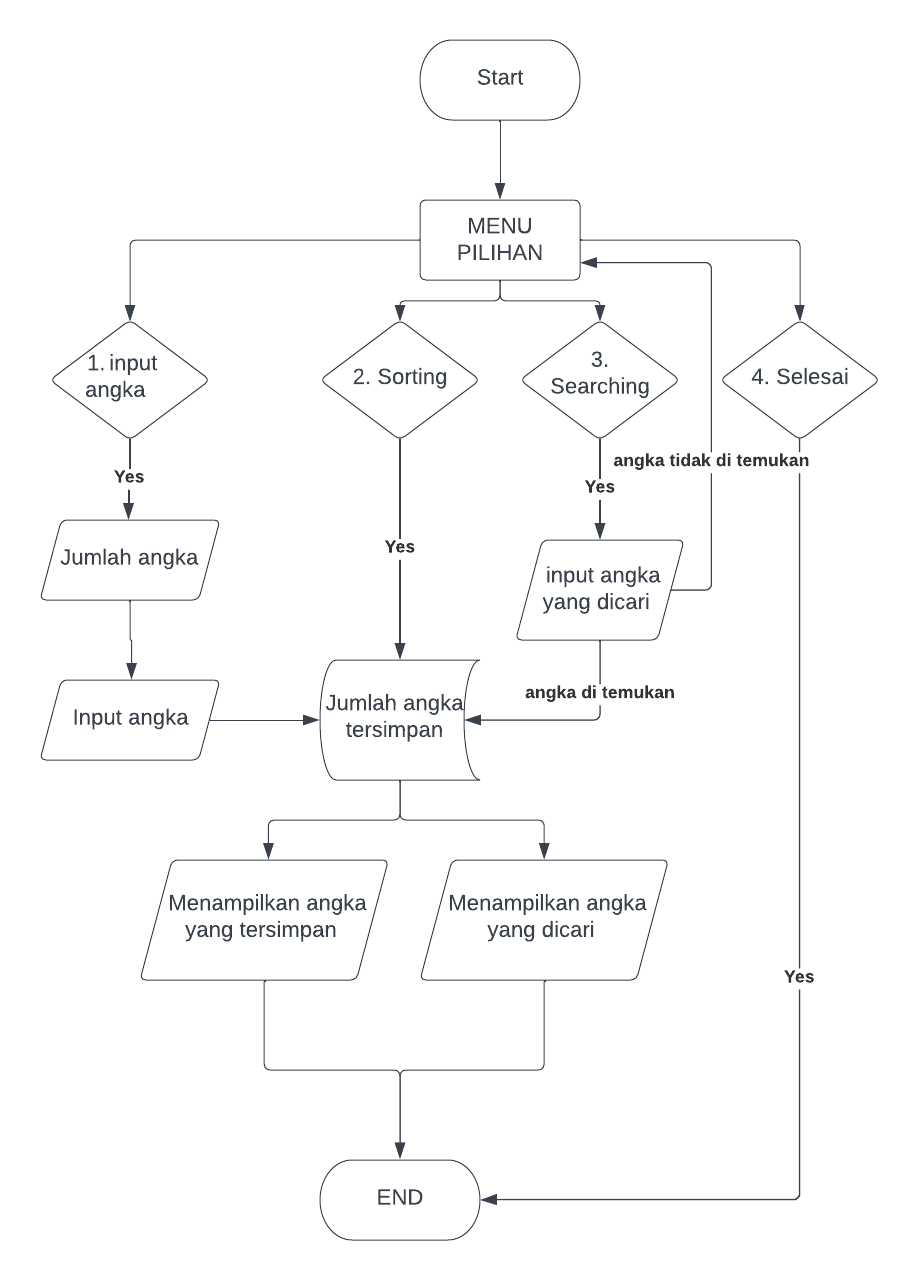 Start
MENU
PILIHAN
1. input
angka
2. Sorting
3.
Searching
4. Selesai
angka tidak di temukan
Yes
Yes
Yes
Jumlah angka
input angka
yang dicari
angka di temukan
Input angka
Jumlah angka
tersimpan
Menampilkan angka
yang tersimpan
Menampilkan angka
yang dicari
Yes
END